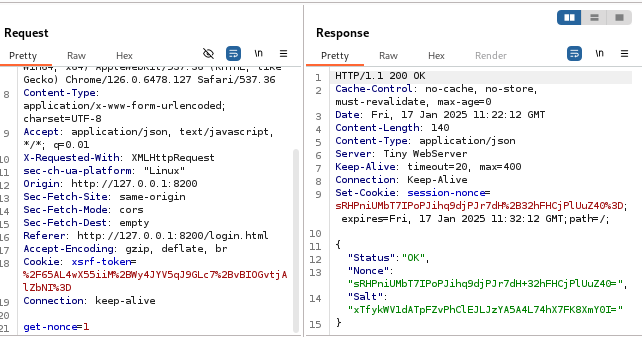 Request
Pretty Raw Hex
\n
Win64; x64) AppleWebKit/537.36 (KHTML, like
Gecko) Chrome/126.0.6478.127 Safari/537.36
8 Content-Type:
application/x-www-form-urlencoded;
charset=UTF-8
9 Accept: application/json, text/javascript,
*/*; q=0.01
10 X-Requested-With: XMLHttpRequest
11 sec-ch-ua-platform: "Linux"
12 Origin: http://127.0.0.1:8200
13 Sec-Fetch-Site: same-origin
14 Sec-Fetch-Mode: cors
15 Sec-Fetch-Dest: empty
16 Referer: http://127.0.0.1:8200/login.html
17 Accept-Encoding: gzip, deflate, br
18 Cookie: xsrf-token=
%2F65AL4wX55iiM%2BWy4JYV5qJ9GLc7%2BvBIOGvtjA
lZbNI%3D
19 Connection: keep-alive
20
21 get-nonce=1
Response
Pretty Raw Hex Render
\n
1 HTTP/1.1 200 OK
2 Cache-Control: no-cache, no-store,
must-revalidate, max-age=0
3 Date: Fri, 17 Jan 2025 11:22:12 GMT
4 Content-Length: 140
5 Content-Type: application/json
6 Server: Tiny WebServer
7 Keep-Alive: timeout=20, max=400
8 Connection: Keep-Alive
9 Set-Cookie: session-nonce=
sRHPniUMbT7IPoPJihq9djPJr7dH%2B32hFHCjPlUuZ40%3D;
expires=Fri, 17 Jan 2025 11:32:12 GMT;path=/;
10
11 {
12 "Status":"OK",
13 "Nonce":
"sRHPniUMbT7IPoPJihq9djPJr7dH+32hFHCjPlUuZ40=",
14 "Salt":
"xTfykWV1dATpFZvPhClEJLJzYA5A4L74hX7FK8XmY0I="
15 }